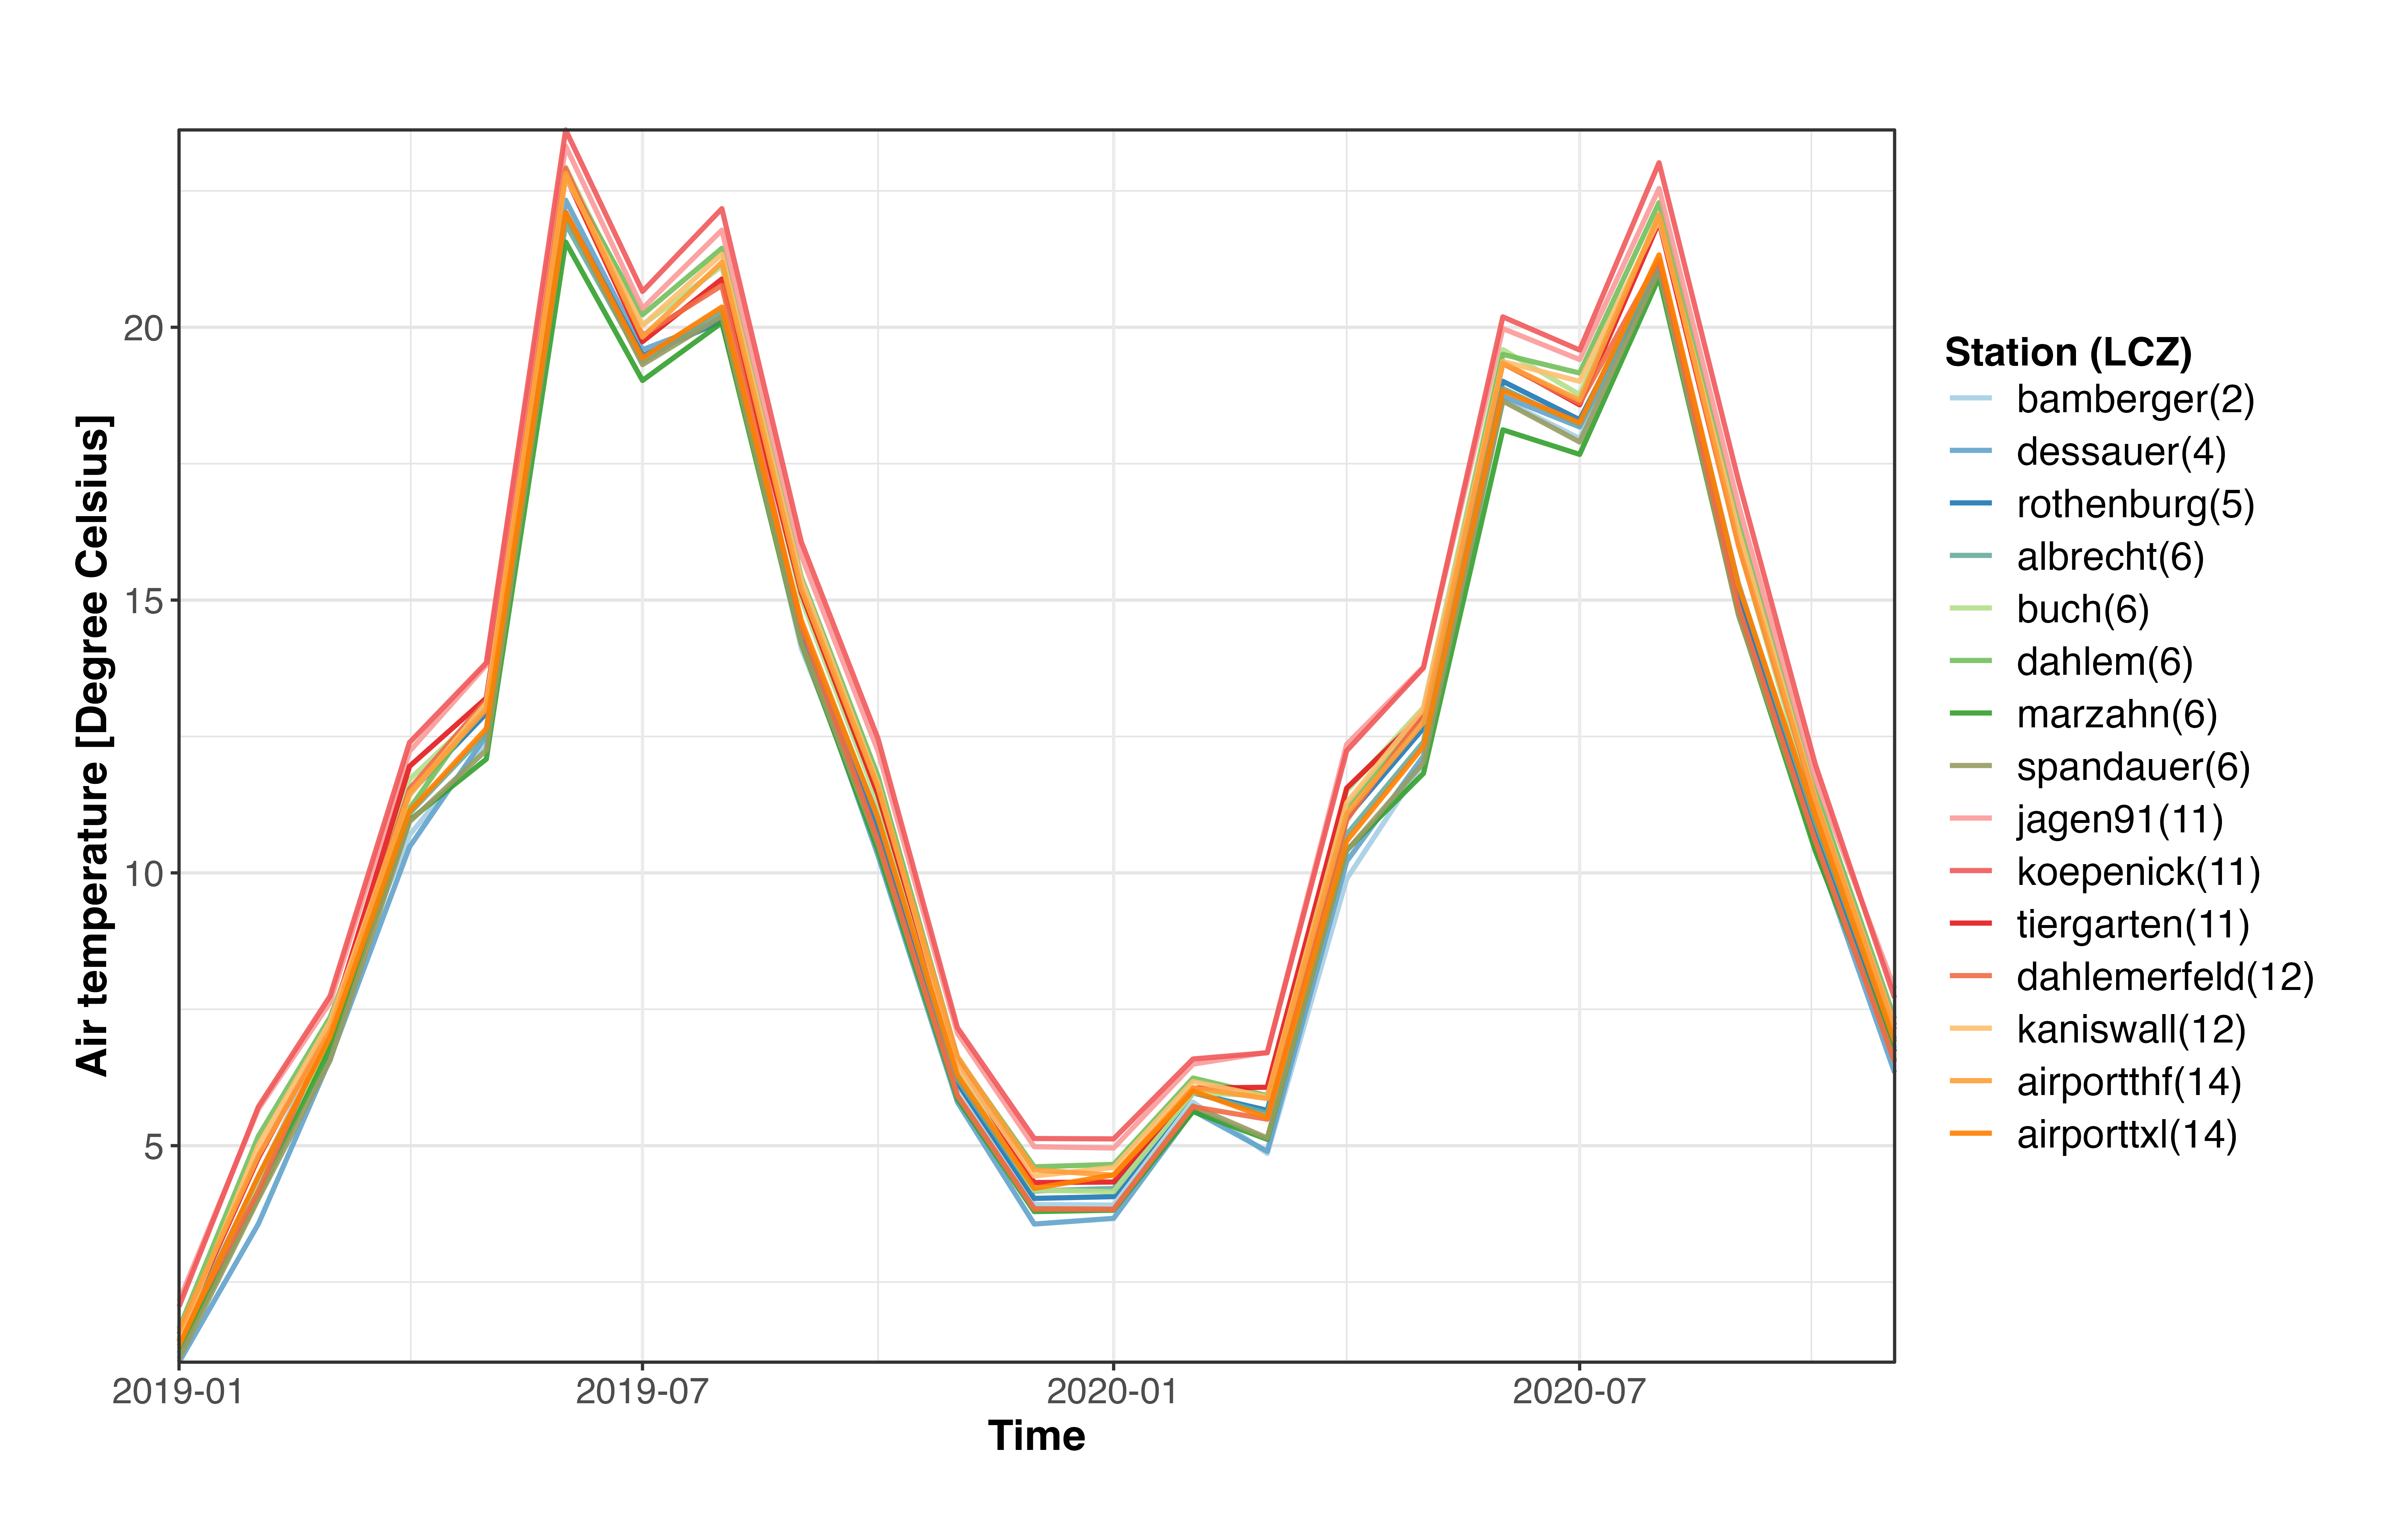 Air temperature [Degree Celsius]
20
15
10
5
2019-01
2019-07
2020-01
2020-07
Time
Station (LCZ)
bamberger(2)
dessauer(4)
rothenburg(5)
albrecht(6)
buch(6)
dahlem(6)
marzahn(6)
spandauer(6)
jagen91(11)
koepenick(11)
tiergarten(11)
dahlemerfeld(12)
kaniswall(12)
airportthf(14)
airporttxl(14)